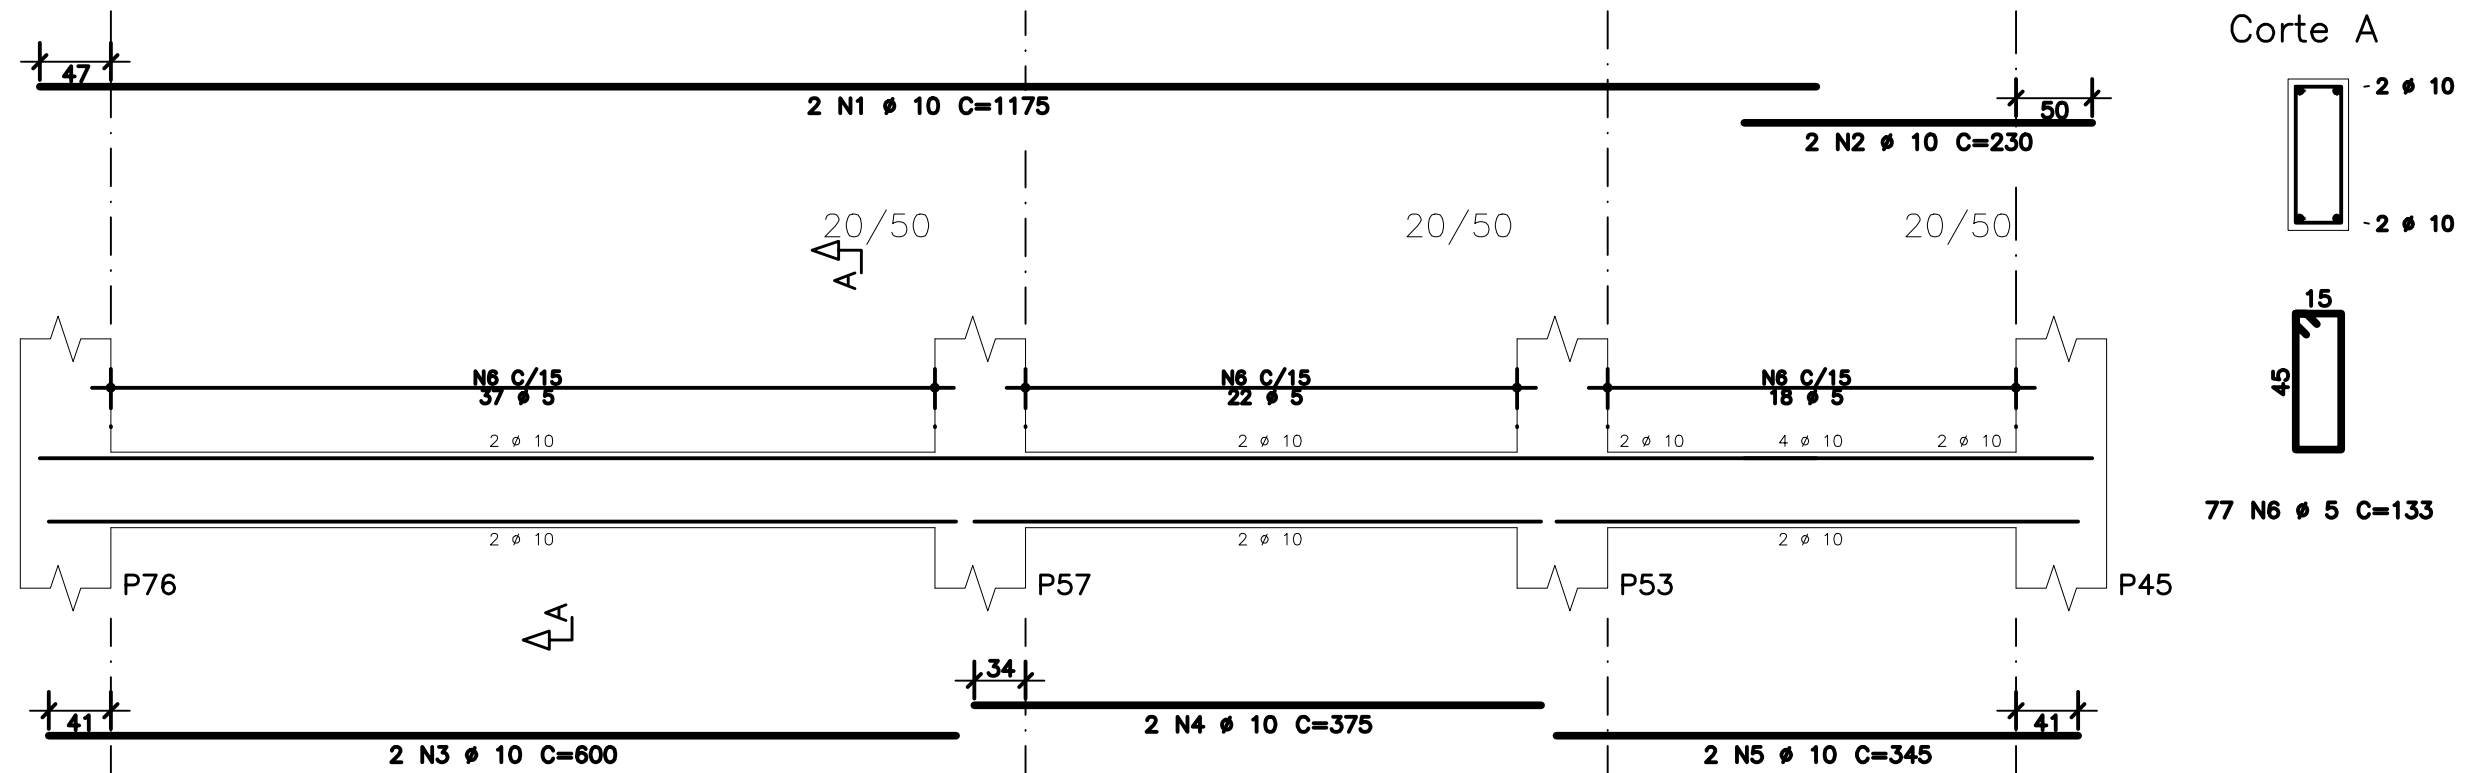 Corte A
47
2 N1 ø 10 C=1175
50
2 N2 ø 10 C=230
2 ø 10
2 ø 10
20/50
20/50
20/50
A
15
45
77 N6 ø 5 C=133
N6 C/15
37 ø 5
N6 C/15
22 ø 5
N6 C/15
18 ø 5
2 ø 10
2 ø 10
2 ø 10
4 ø 10
2 ø 10
2 ø 10
2 ø 10
2 ø 10
P76
P57
P53
P45
A
41
2 N3 ø 10 C=600
34
2 N4 ø 10 C=375
41
2 N5 ø 10 C=345